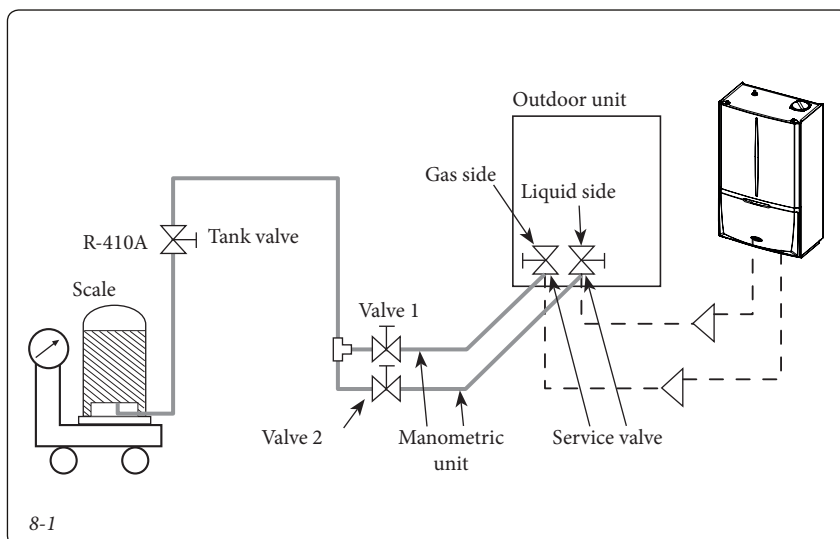 Outdoor unit
Gas side
Liquid side
R-410A
Tank valve
Scale
Valve 1
Valve 2
Manometric
unit
Service valve
8-1